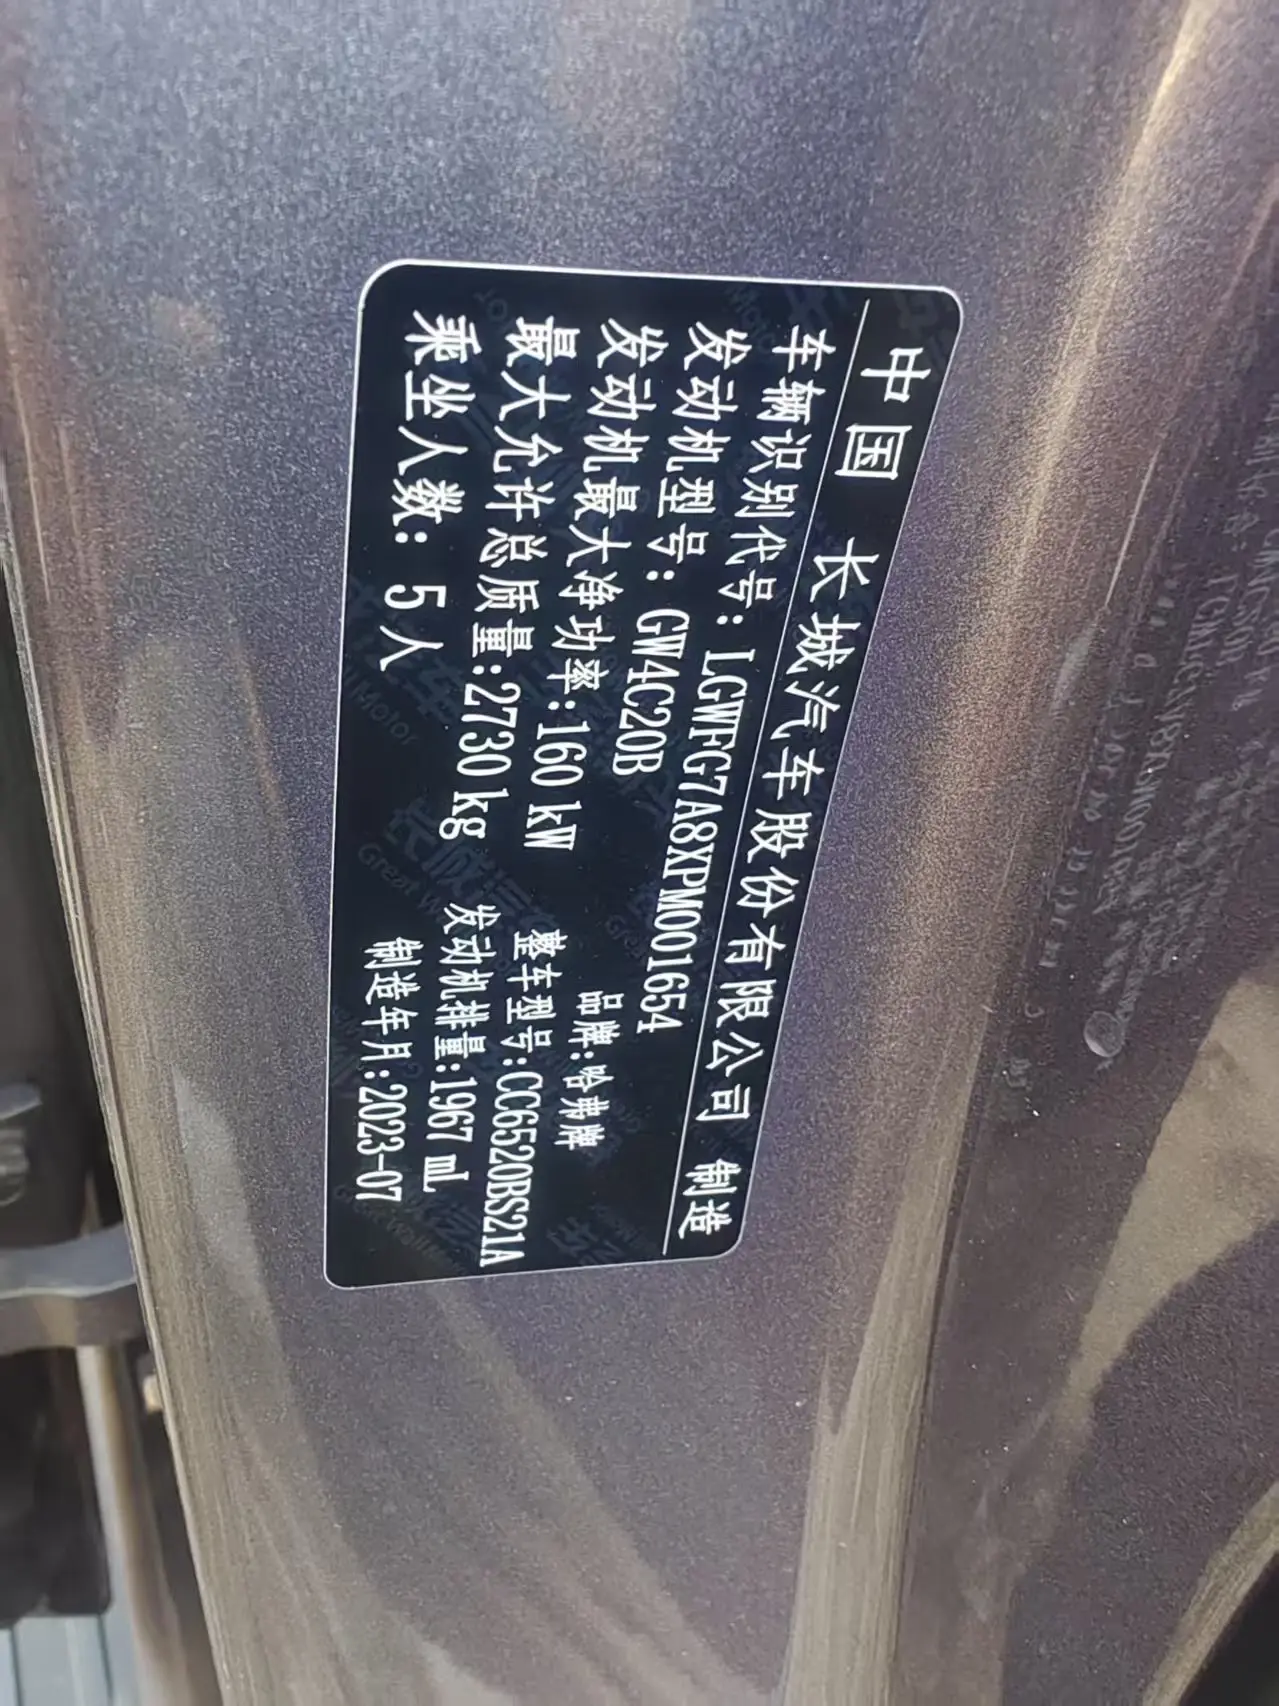 中国 长城汽车股份有限公司 制造
车辆识别代号：LGWFG7A8XPM001654
发动机型号：GW4C20B 品牌：哈弗牌
发动机最大净功率：160 kW 整车型号：CC6520BS21A
最大允许总质量：2730 kg 发动机排量：1967 mL
乘坐人数： 5 人 制造年月：2023-07